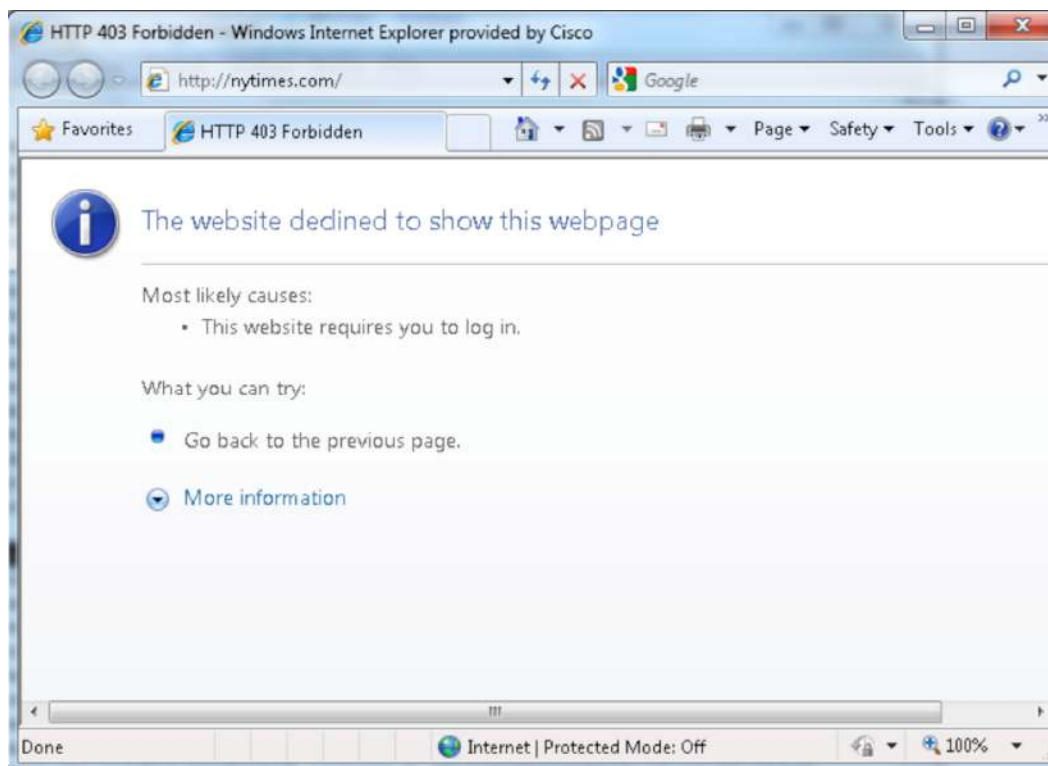 HTTP 403 Forbidden - Windows Internet Explorer provided by Cisco
http://nytimes.com/
Google
Favorites
HTTP 403 Forbidden
Page
Safety
Tools
The website declined to show this webpage
Most likely causes:
• This website requires you to log in.
What you can try:
Go back to the previous page.
More information
Done
Internet | Protected Mode: Off
100%